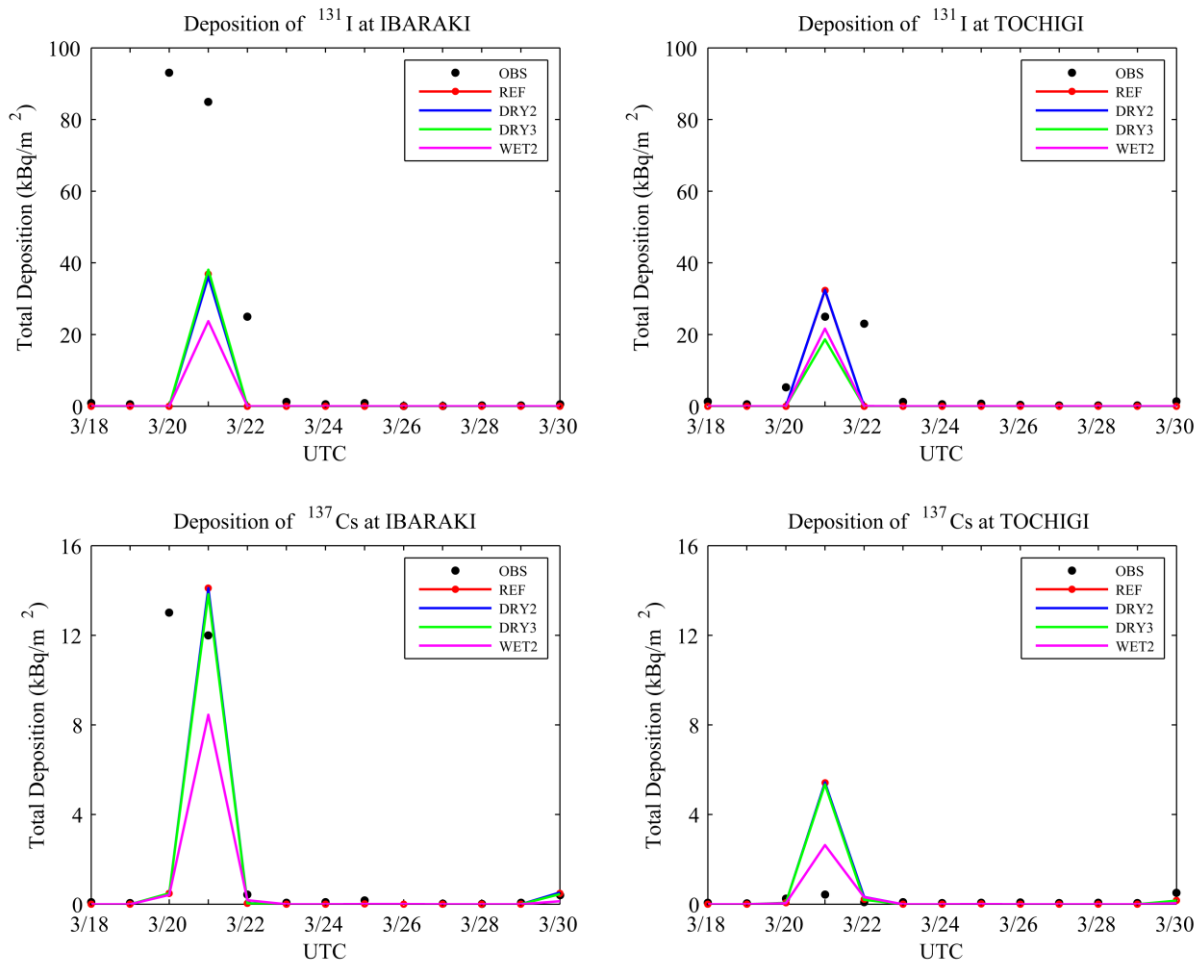 Deposition of ¹³¹I at IBARAKI
Total Deposition (kBq/m ²)
100
80
60
40
20
0
OBS
REF
DRY2
DRY3
WET2
3/18 3/20 3/22 3/24 3/26 3/28 3/30
UTC
Deposition of ¹³¹I at TOCHIGI
Total Deposition (kBq/m ²)
100
80
60
40
20
0
OBS
REF
DRY2
DRY3
WET2
3/18 3/20 3/22 3/24 3/26 3/28 3/30
UTC
Deposition of ¹³⁷Cs at IBARAKI
Total Deposition (kBq/m ²)
16
12
8
4
0
OBS
REF
DRY2
DRY3
WET2
3/18 3/20 3/22 3/24 3/26 3/28 3/30
UTC
Deposition of ¹³⁷Cs at TOCHIGI
Total Deposition (kBq/m ²)
16
12
8
4
0
OBS
REF
DRY2
DRY3
WET2
3/18 3/20 3/22 3/24 3/26 3/28 3/30
UTC